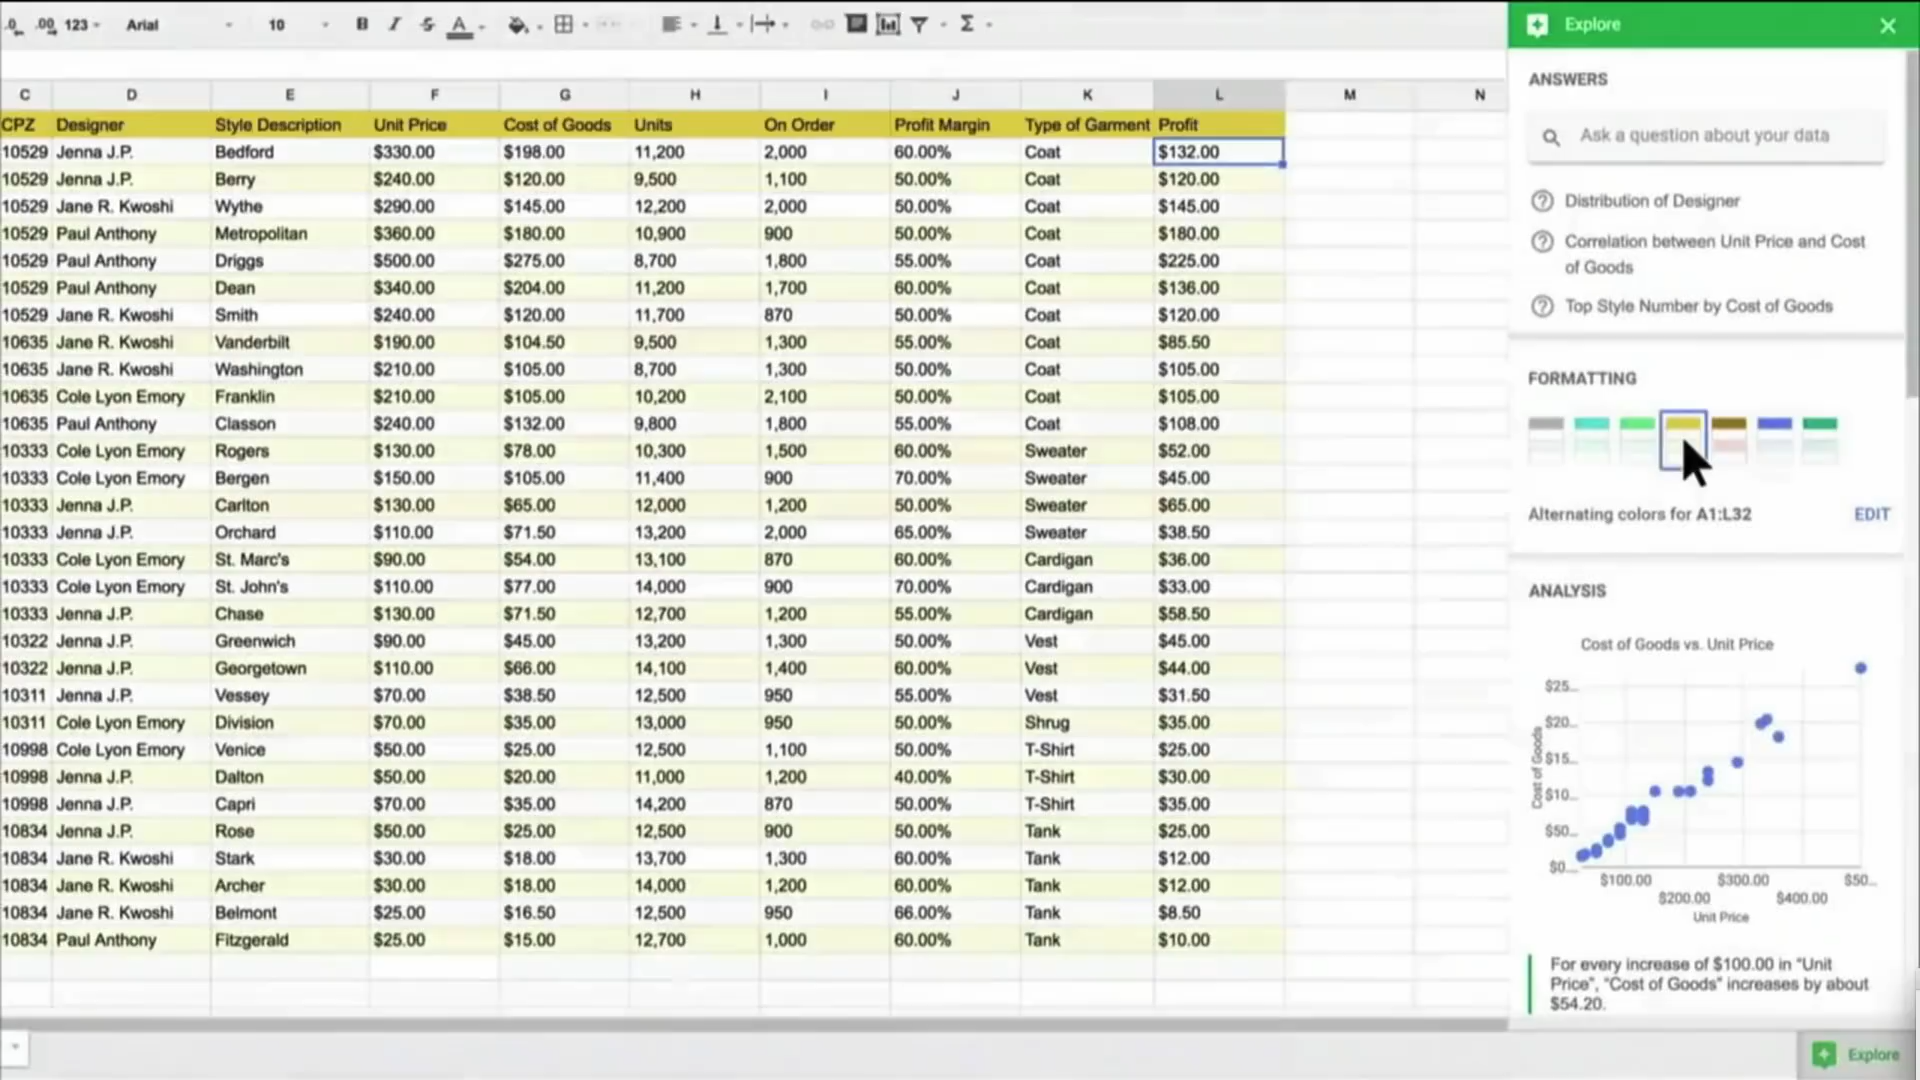 .0 .00 123 Arial 10 B I S A Σ
Explore
C D E F G H I J K L M N
CPZ Designer Style Description Unit Price Cost of Goods Units On Order Profit Margin Type of Garment Profit
10529 Jenna J.P. Bedford $330.00 $198.00 11,200 2,000 60.00% Coat $132.00
10529 Jenna J.P. Berry $240.00 $120.00 9,500 1,100 50.00% Coat $120.00
10529 Jane R. Kwoshi Wythe $290.00 $145.00 12,200 2,000 50.00% Coat $145.00
10529 Paul Anthony Metropolitan $360.00 $180.00 10,900 900 50.00% Coat $180.00
10529 Paul Anthony Driggs $500.00 $275.00 8,700 1,800 55.00% Coat $225.00
10529 Paul Anthony Dean $340.00 $204.00 11,200 1,700 60.00% Coat $136.00
10529 Jane R. Kwoshi Smith $240.00 $120.00 11,700 870 50.00% Coat $120.00
10635 Jane R. Kwoshi Vanderbilt $190.00 $104.50 9,500 1,300 55.00% Coat $85.50
10635 Jane R. Kwoshi Washington $210.00 $105.00 8,700 1,300 50.00% Coat $105.00
10635 Cole Lyon Emory Franklin $210.00 $105.00 10,200 2,100 50.00% Coat $105.00
10635 Paul Anthony Classon $240.00 $132.00 9,800 1,800 55.00% Coat $108.00
10333 Cole Lyon Emory Rogers $130.00 $78.00 10,300 1,500 60.00% Sweater $52.00
10333 Cole Lyon Emory Bergen $150.00 $105.00 11,400 900 70.00% Sweater $45.00
10333 Jenna J.P. Carlton $130.00 $65.00 12,000 1,200 50.00% Sweater $65.00
10333 Jenna J.P. Orchard $110.00 $71.50 13,200 2,000 65.00% Sweater $38.50
10333 Cole Lyon Emory St. Marc's $90.00 $54.00 13,100 870 60.00% Cardigan $36.00
10333 Cole Lyon Emory St. John's $110.00 $77.00 14,000 900 70.00% Cardigan $33.00
10333 Jenna J.P. Chase $130.00 $71.50 12,700 1,200 55.00% Cardigan $58.50
10322 Jenna J.P. Greenwich $90.00 $45.00 13,200 1,300 50.00% Vest $45.00
10322 Jenna J.P. Georgetown $110.00 $66.00 14,100 1,400 60.00% Vest $44.00
10311 Jenna J.P. Vessey $70.00 $38.50 12,500 950 55.00% Vest $31.50
10311 Cole Lyon Emory Division $70.00 $35.00 13,000 950 50.00% Shrug $35.00
10998 Cole Lyon Emory Venice $50.00 $25.00 12,500 1,100 50.00% T-Shirt $25.00
10998 Jenna J.P. Dalton $50.00 $20.00 11,000 1,200 40.00% T-Shirt $30.00
10998 Jenna J.P. Capri $70.00 $35.00 14,200 870 50.00% T-Shirt $35.00
10834 Jenna J.P. Rose $50.00 $25.00 12,500 900 50.00% Tank $25.00
10834 Jane R. Kwoshi Stark $30.00 $18.00 13,700 1,300 60.00% Tank $12.00
10834 Jane R. Kwoshi Archer $30.00 $18.00 14,000 1,200 60.00% Tank $12.00
10834 Jane R. Kwoshi Belmont $25.00 $16.50 12,500 950 66.00% Tank $8.50
10834 Paul Anthony Fitzgerald $25.00 $15.00 12,700 1,000 60.00% Tank $10.00
ANSWERS
Ask a question about your data
Distribution of Designer
Correlation between Unit Price and Cost
of Goods
Top Style Number by Cost of Goods
FORMATTING
Alternating colors for A1:L32 EDIT
ANALYSIS
Cost of Goods vs. Unit Price
Cost of Goods
$25...
$20...
$15...
$10...
$50...
$0...
$100.00 $300.00 $50...
$200.00 $400.00
Unit Price
For every increase of $100.00 in "Unit
Price", "Cost of Goods" increases by about
$54.20.
Explore